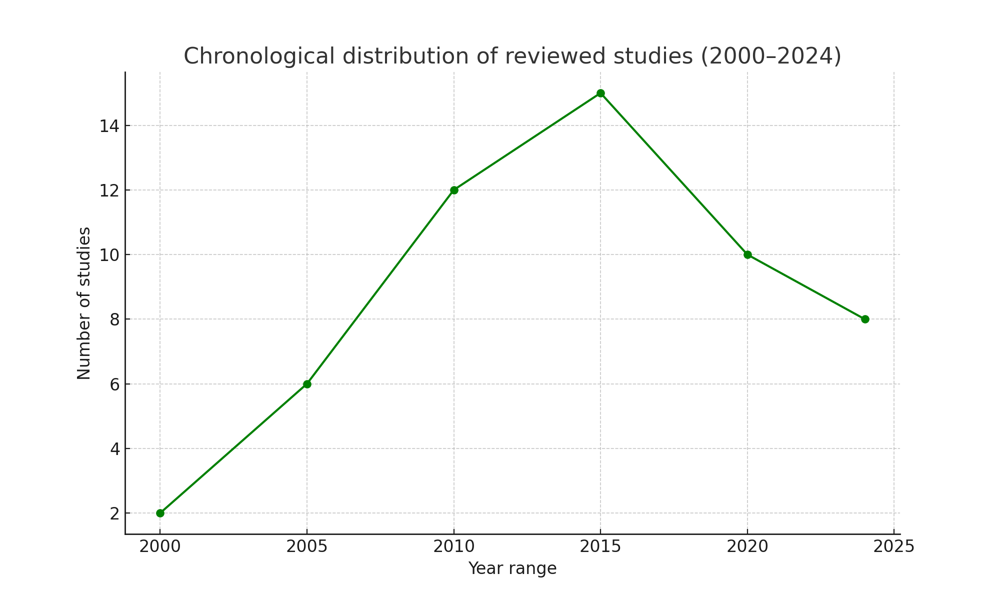 Chronological distribution of reviewed studies (2000–2024)
14
12
10
8
6
4
2
Number of studies
2000 2005 2010 2015 2020 2025
Year range